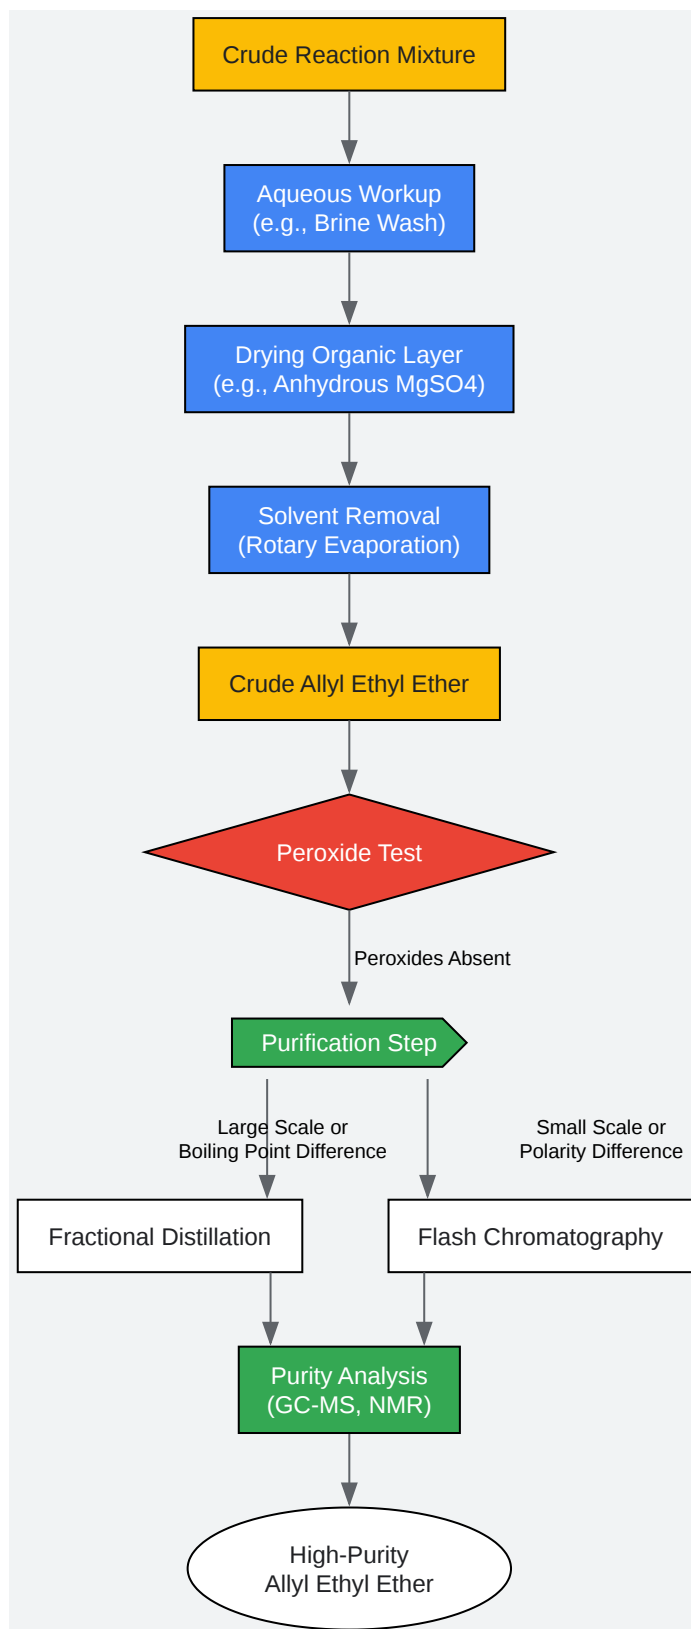 Crude Reaction Mixture
Aqueous Workup
(e.g., Brine Wash)
Drying Organic Layer
(e.g., Anhydrous MgSO4)
Solvent Removal
(Rotary Evaporation)
Crude Allyl Ethyl Ether
Peroxide Test
Peroxides Absent
Purification Step
Large Scale or
Boiling Point Difference
Small Scale or
Polarity Difference
Fractional Distillation
Flash Chromatography
Purity Analysis
(GC-MS, NMR)
High-Purity
Allyl Ethyl Ether